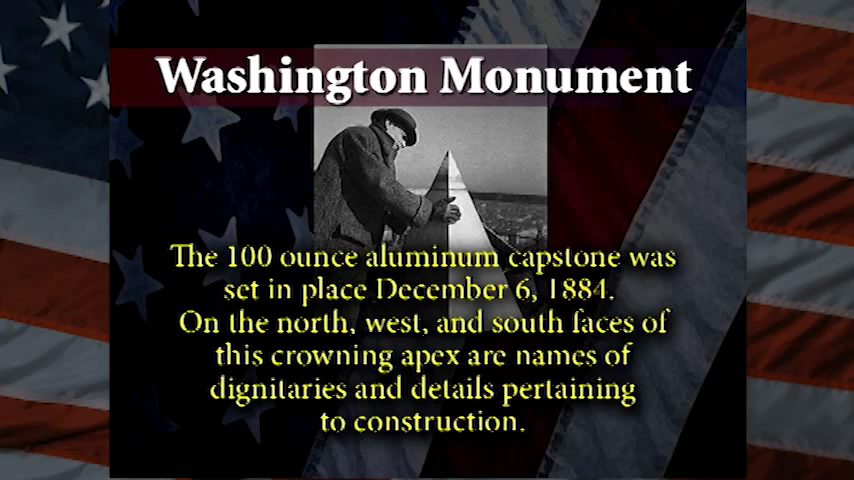 Washington Monument
The 100 ounce aluminum capstone was
set in place December 6, 1884.
On the north, west, and south faces of
this crowning apex are names of
dignitaries and details pertaining
to construction.